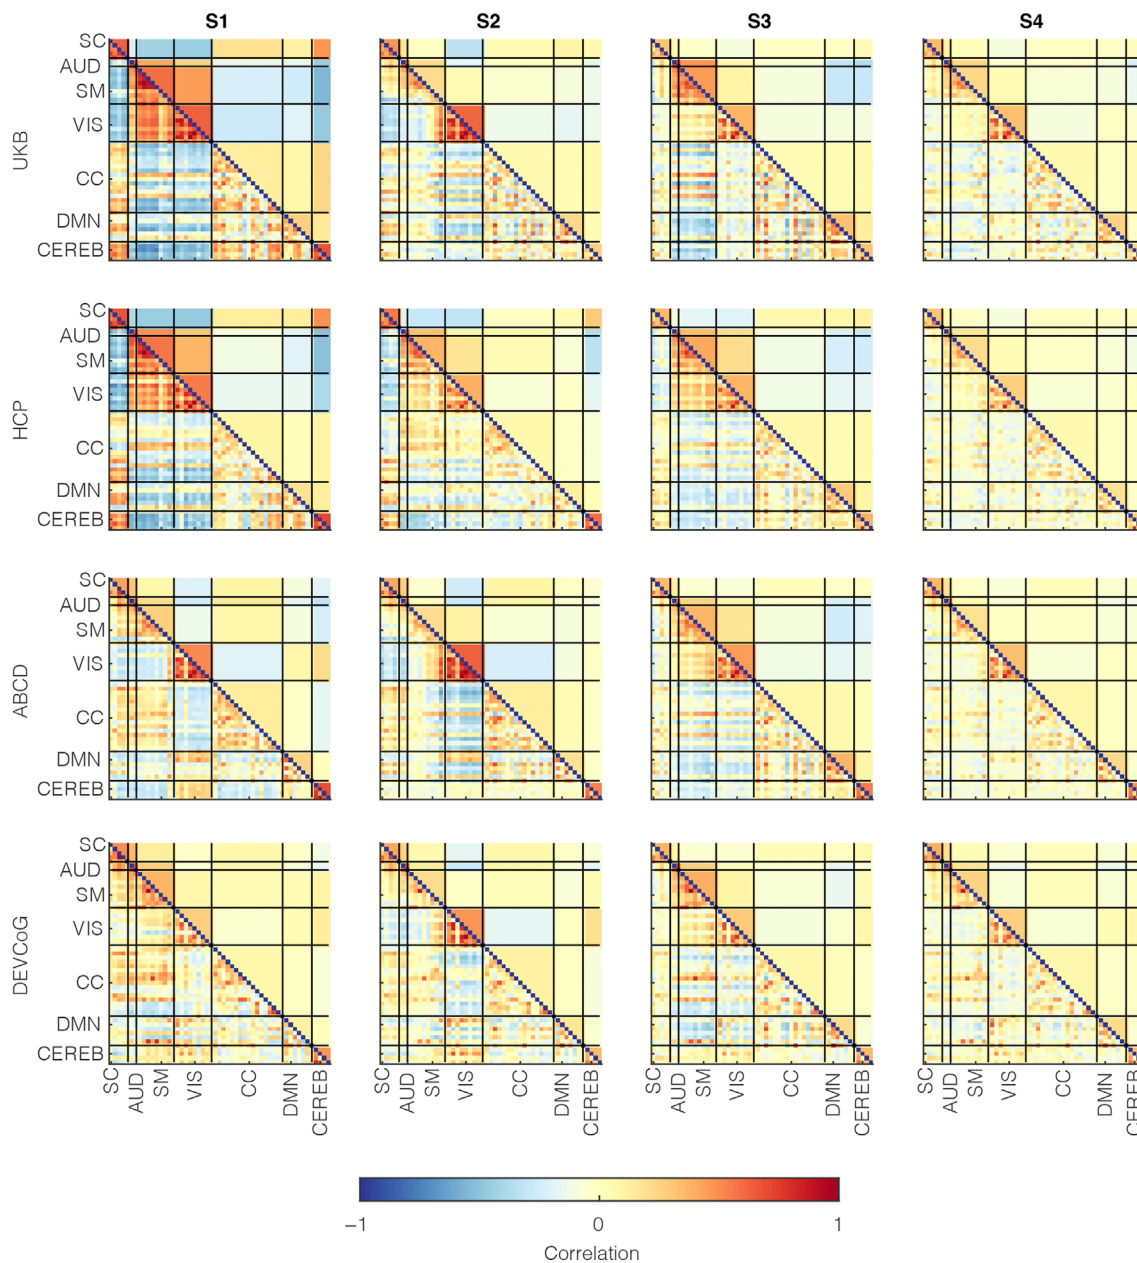 S1 S2 S3 S4
UKB
SC
AUD
SM
VIS
CC
DMN
CEREB
HCP
SC
AUD
SM
VIS
CC
DMN
CEREB
ABCD
SC
AUD
SM
VIS
CC
DMN
CEREB
DEVCoG
SC
AUD
SM
VIS
CC
DMN
CEREB
SC AUD SM VIS CC DMN CEREB SC AUD SM VIS CC DMN CEREB SC AUD SM VIS CC DMN CEREB SC AUD SM VIS CC DMN CEREB
−1 0 1
Correlation